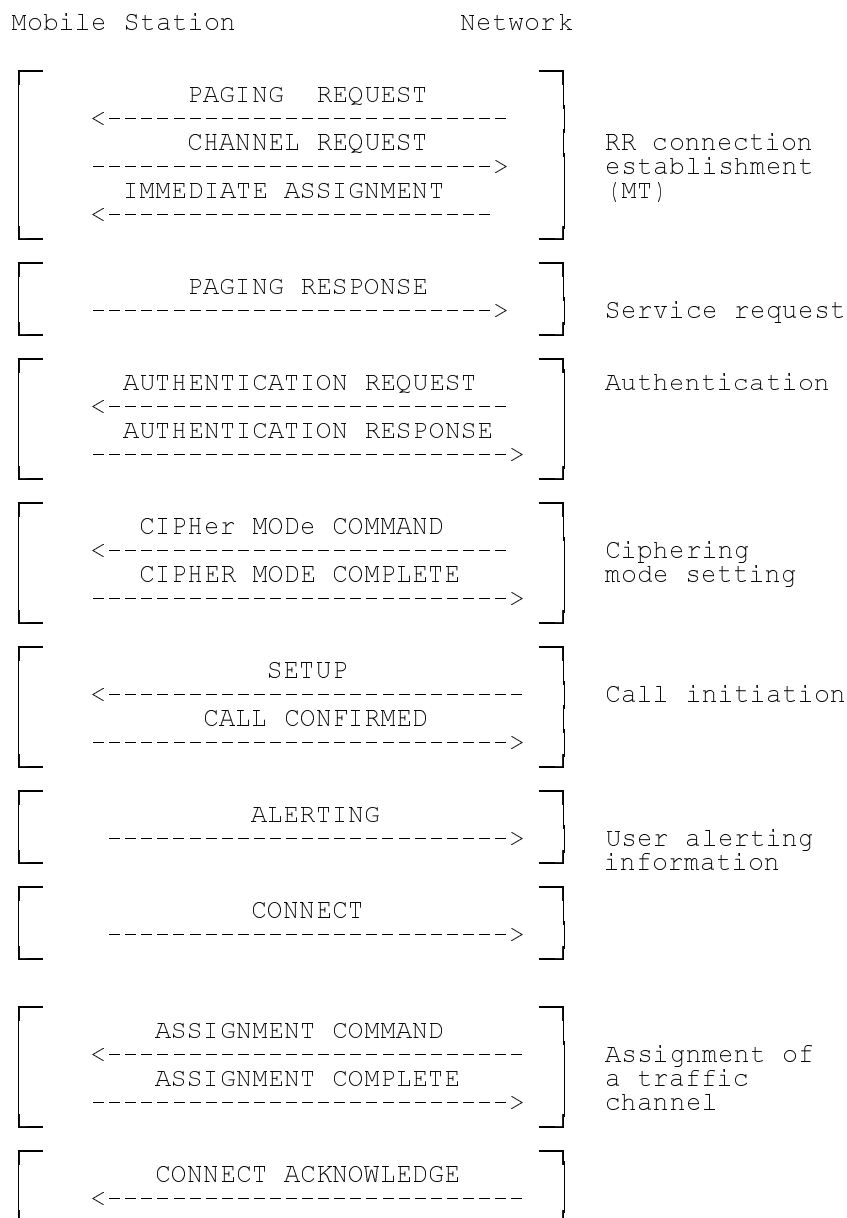 Mobile Station Network
PAGING REQUEST
<-------------------------
CHANNEL REQUEST
------------------------->
RR connection
IMMEDIATE ASSIGNMENT
establishment
<------------------------
(MT)
PAGING RESPONSE
------------------------->
Service request
AUTHENTICATION REQUEST
Authentication
<-------------------------
AUTHENTICATION RESPONSE
-------------------------->
CIPHer MODe COMMAND
<-------------------------
Ciphering
CIPHER MODE COMPLETE
mode setting
-------------------------->
SETUP
<--------------------------
Call initiation
CALL CONFIRMED
-------------------------->
ALERTING
------------------------->
User alerting
information
CONNECT
------------------------->
ASSIGNMENT COMMAND
<--------------------------
Assignment of
ASSIGNMENT COMPLETE
a traffic
-------------------------->
channel
CONNECT ACKNOWLEDGE
<--------------------------